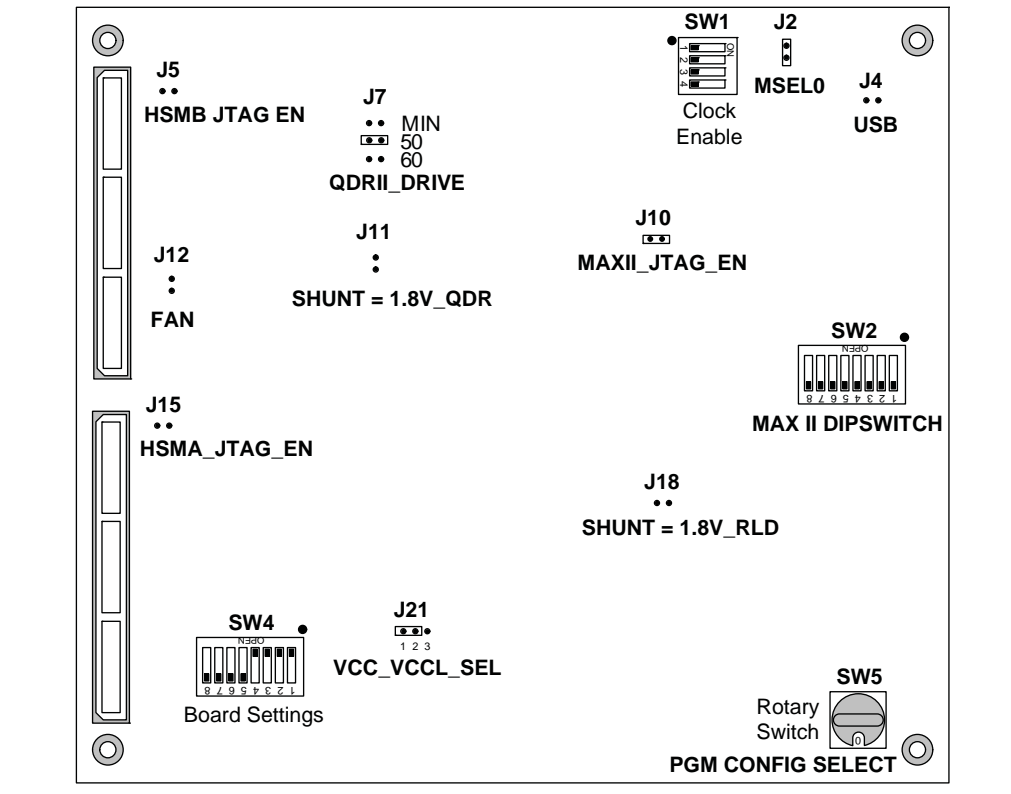 SW1
J2
ON
1
2
3
4
MSEL0
Clock
Enable
J4
USB
J5
HSMB JTAG EN
J7
MIN
50
60
QDRII_DRIVE
J10
MAXII_JTAG_EN
J11
SHUNT = 1.8V_QDR
J12
FAN
SW2
OPEN
8 7 6 5 4 3 2 1
MAX II DIPSWITCH
J15
HSMA_JTAG_EN
J18
SHUNT = 1.8V_RLD
J21
1 2 3
VCC_VCCL_SEL
SW4
OPEN
8 7 6 5 4 3 2 1
Board Settings
SW5
Rotary
Switch
0
PGM CONFIG SELECT